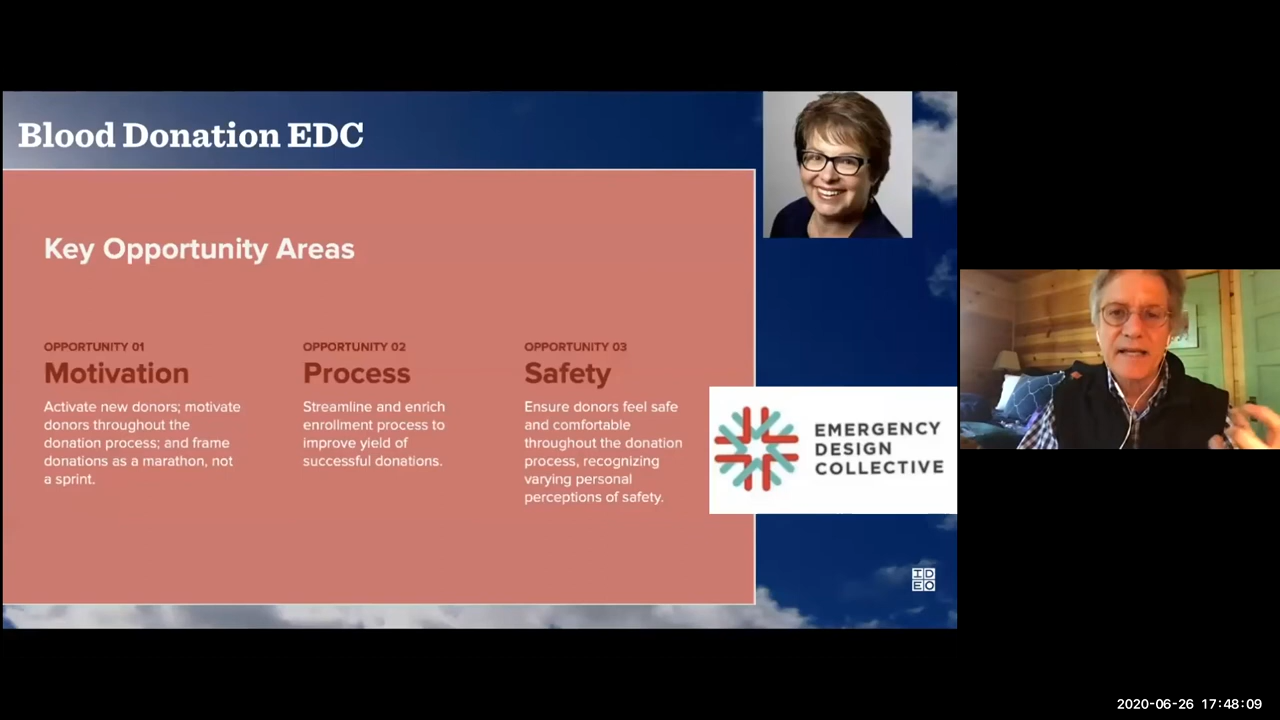 Blood Donation EDC
Key Opportunity Areas
OPPORTUNITY 01
Motivation
Activate new donors; motivate
donors throughout the
donation process; and frame
donations as a marathon, not
a sprint.
OPPORTUNITY 02
Process
Streamline and enrich
enrollment process to
improve yield of
successful donations.
OPPORTUNITY 03
Safety
Ensure donors feel safe
and comfortable
throughout the donation
process, recognizing
varying personal
perceptions of safety.
EMERGENCY
DESIGN
COLLECTIVE
ID
EO
2020-06-26 17:48:09